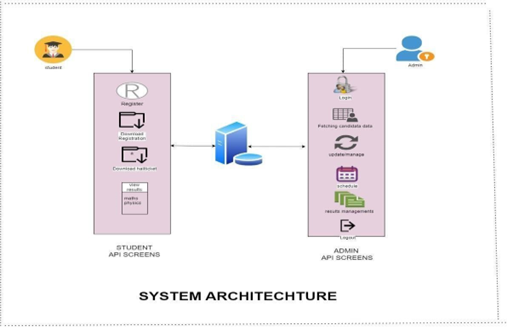 student
Admin
R
Register
Download
Registration
Download hallticket
view
results
maths
physics
Login
Fetching candidate data
update/manage
schedule
results managements
Logout
STUDENT
API SCREENS
ADMIN
API SCREENS
SYSTEM ARCHITECHTURE